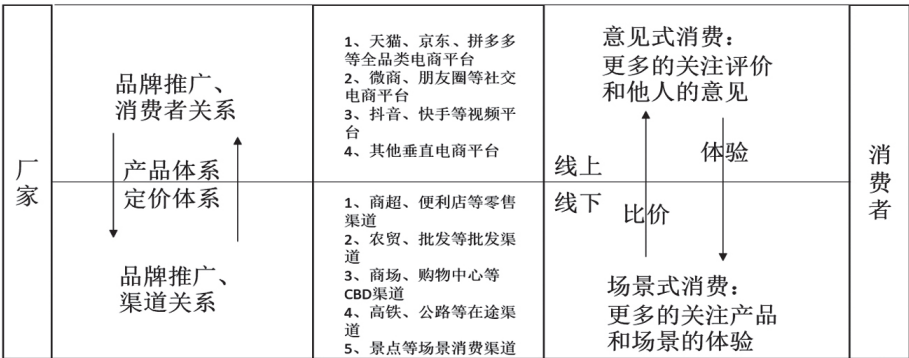 厂
家
品牌推广、
消费者关系
产品体系
定价体系
品牌推广、
渠道关系
1、天猫、京东、拼多多
等全品类电商平台
2、微商、朋友圈等社交
电商平台
3、抖音、快手等视频平
台
4、其他垂直电商平台
1、商超、便利店等零售
渠道
2、农贸、批发等批发渠
道
3、商场、购物中心等
CBD渠道
4、高铁、公路等在途渠
道
5、景点等场景消费渠道
意见式消费：
更多的关注评价
和他人的意见
体验
线上
线下
比价
场景式消费：
更多的关注产品
和场景的体验
消
费
者